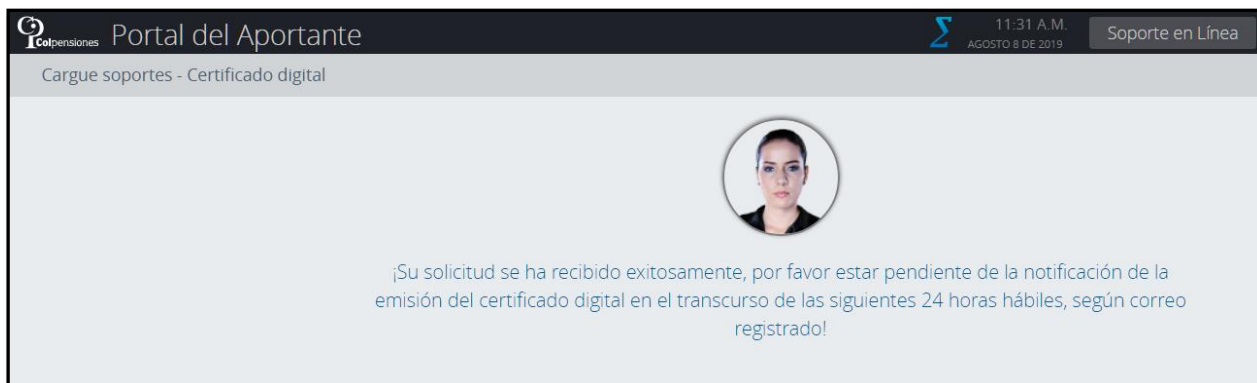 Colpensiones Portal del Aportante
11:31 A.M.
AGOSTO 8 DE 2019
Soporte en Línea
Cargue soportes - Certificado digital
¡Su solicitud se ha recibido exitosamente, por favor estar pendiente de la notificación de la
emisión del certificado digital en el transcurso de las siguientes 24 horas hábiles, según correo
registrado!